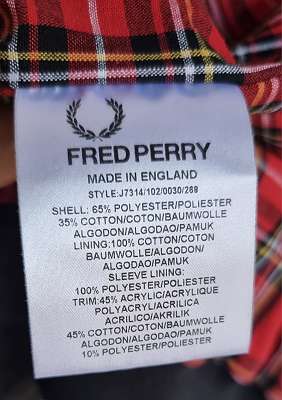 FRED PERRY
MADE IN ENGLAND
STYLE:J7314/102/0030/268
SHELL: 65% POLYESTER/POLIESTER
35% COTTON/COTON/BAUMWOLLE
ALGODON/ALGODAO/PAMUK
LINING:100% COTTON/COTON
BAUMWOLLE/ALGODON/
ALGODAO/PAMUK
SLEEVE LINING:
100% POLYESTER/POLIESTER
TRIM:45% ACRYLIC/ACRYLIQUE
POLYACRYL/ACRILICA
ACRILICO/AKRILIK
45% COTTON/COTON/BAUMWOLLE
ALGODON/ALGODAO/PAMUK
10% POLYESTER/POLIESTER